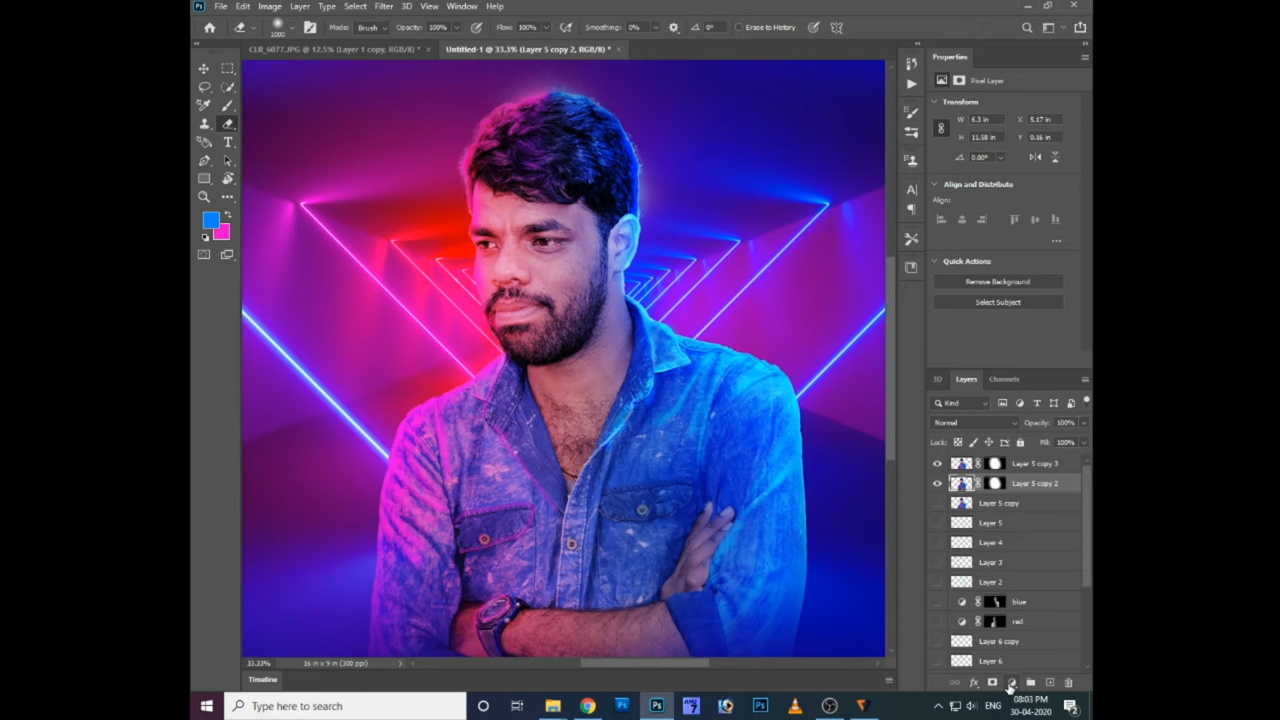 Ps File Edit Image Layer Type Select Filter 3D View Window Help
1000 Mode: Brush Opacity: 100% Flow: 100% Smoothing: 0% 0° Erase to History
CLR_6077.JPG @ 12.5% (Layer 1 copy, RGB/8) * × Untitled-1 @ 33.3% (Layer 5 copy 2, RGB/8) * ×
Properties
Pixel Layer
Transform
W 6.3 in X 5.17 in
H 11.58 in Y 0.16 in
0.00°
Align and Distribute
Align:
Quick Actions
Remove Background
Select Subject
3D Layers Channels
Kind
Normal Opacity: 100%
Lock: Fill: 100%
Layer 5 copy 3
Layer 5 copy 2
Layer 5 copy
Layer 5
Layer 4
Layer 3
Layer 2
blue
red
Layer 6 copy
Layer 6
33.33% 16 in x 9 in (300 ppi)
Timeline
Type here to search
ENG 08:03 PM
30-04-2020